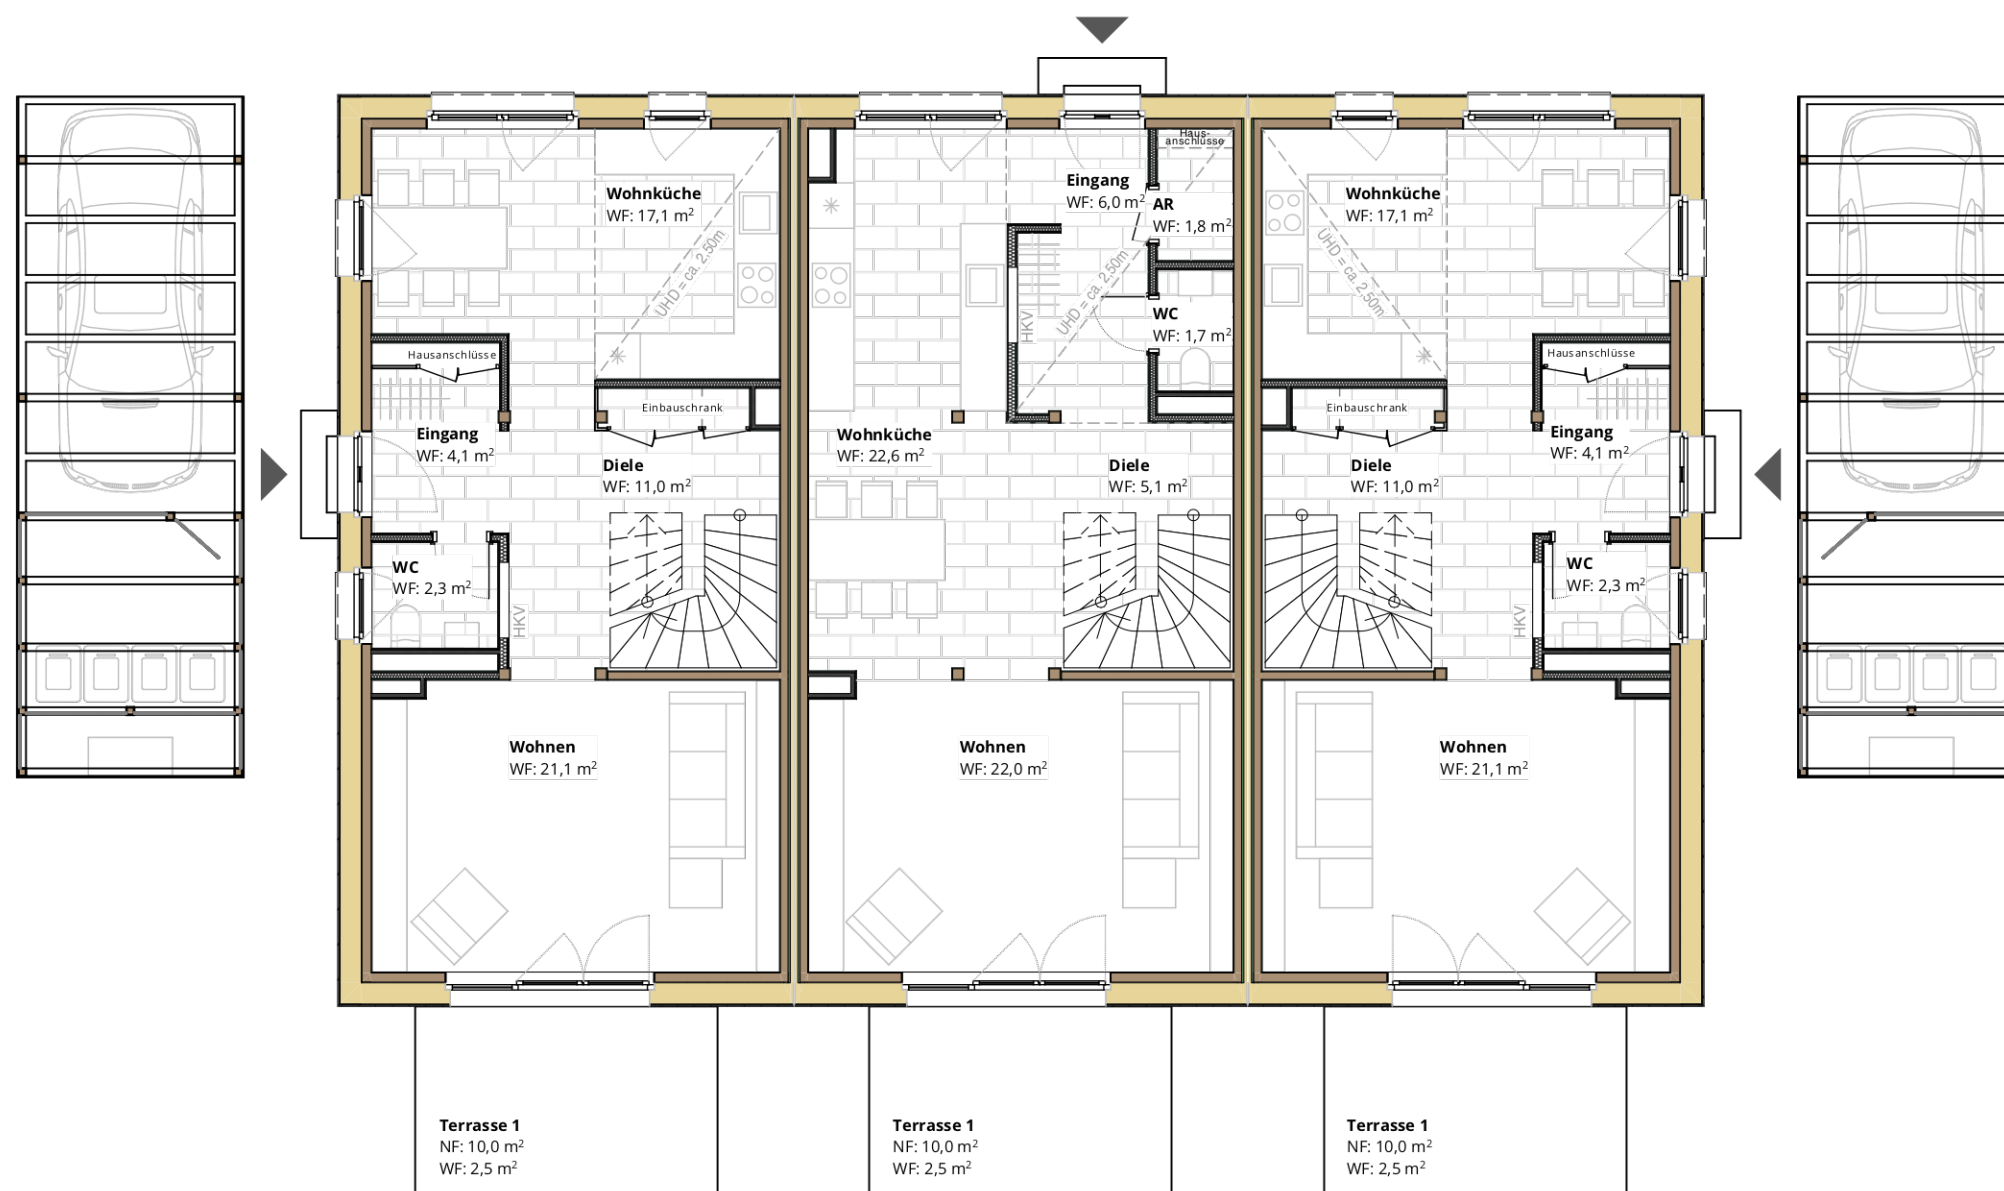 Haus-
anschlüsse
Wohnküche
WF: 17,1 m²
ÜHD = ca. 2,50m
Hausanschlüsse
Einbauschrank
Eingang
WF: 4,1 m²
Diele
WF: 11,0 m²
WC
WF: 2,3 m²
HKV
Wohnen
WF: 21,1 m²
Terrasse 1
NF: 10,0 m²
WF: 2,5 m²
Eingang
WF: 6,0 m²
AR
WF: 1,8 m²
ÜHD = ca. 2,50m
HKV
WC
WF: 1,7 m²
Wohnküche
WF: 22,6 m²
Diele
WF: 5,1 m²
Wohnen
WF: 22,0 m²
Terrasse 1
NF: 10,0 m²
WF: 2,5 m²
Wohnküche
WF: 17,1 m²
ÜHD = ca. 2,50m
Hausanschlüsse
Einbauschrank
Eingang
WF: 4,1 m²
Diele
WF: 11,0 m²
WC
WF: 2,3 m²
HKV
Wohnen
WF: 21,1 m²
Terrasse 1
NF: 10,0 m²
WF: 2,5 m²